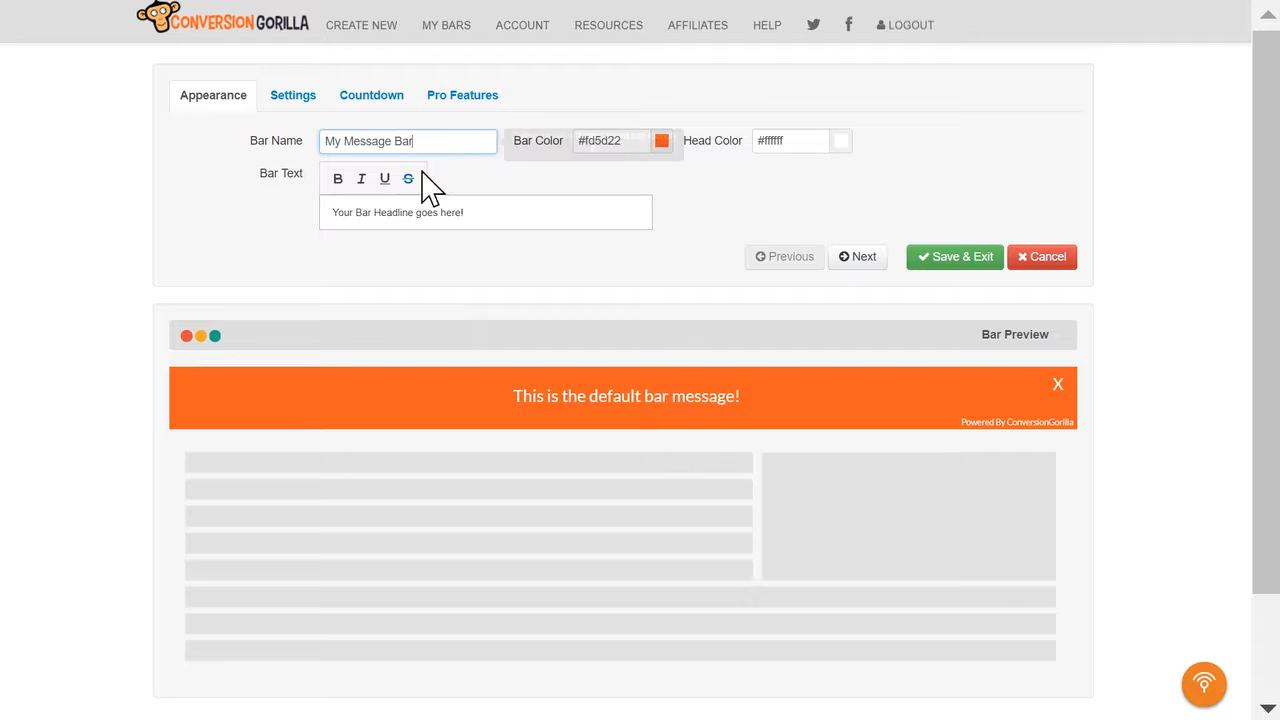 CONVERSION GORILLA CREATE NEW MY BARS ACCOUNT RESOURCES AFFILIATES HELP LOGOUT
Appearance Settings Countdown Pro Features
Bar Name My Message Bar Bar Color #fd5d22 Head Color #ffffff
Bar Text B I U S
Your Bar Headline goes here!
Previous Next Save & Exit Cancel
Bar Preview
X
This is the default bar message!
Powered By ConversionGorilla